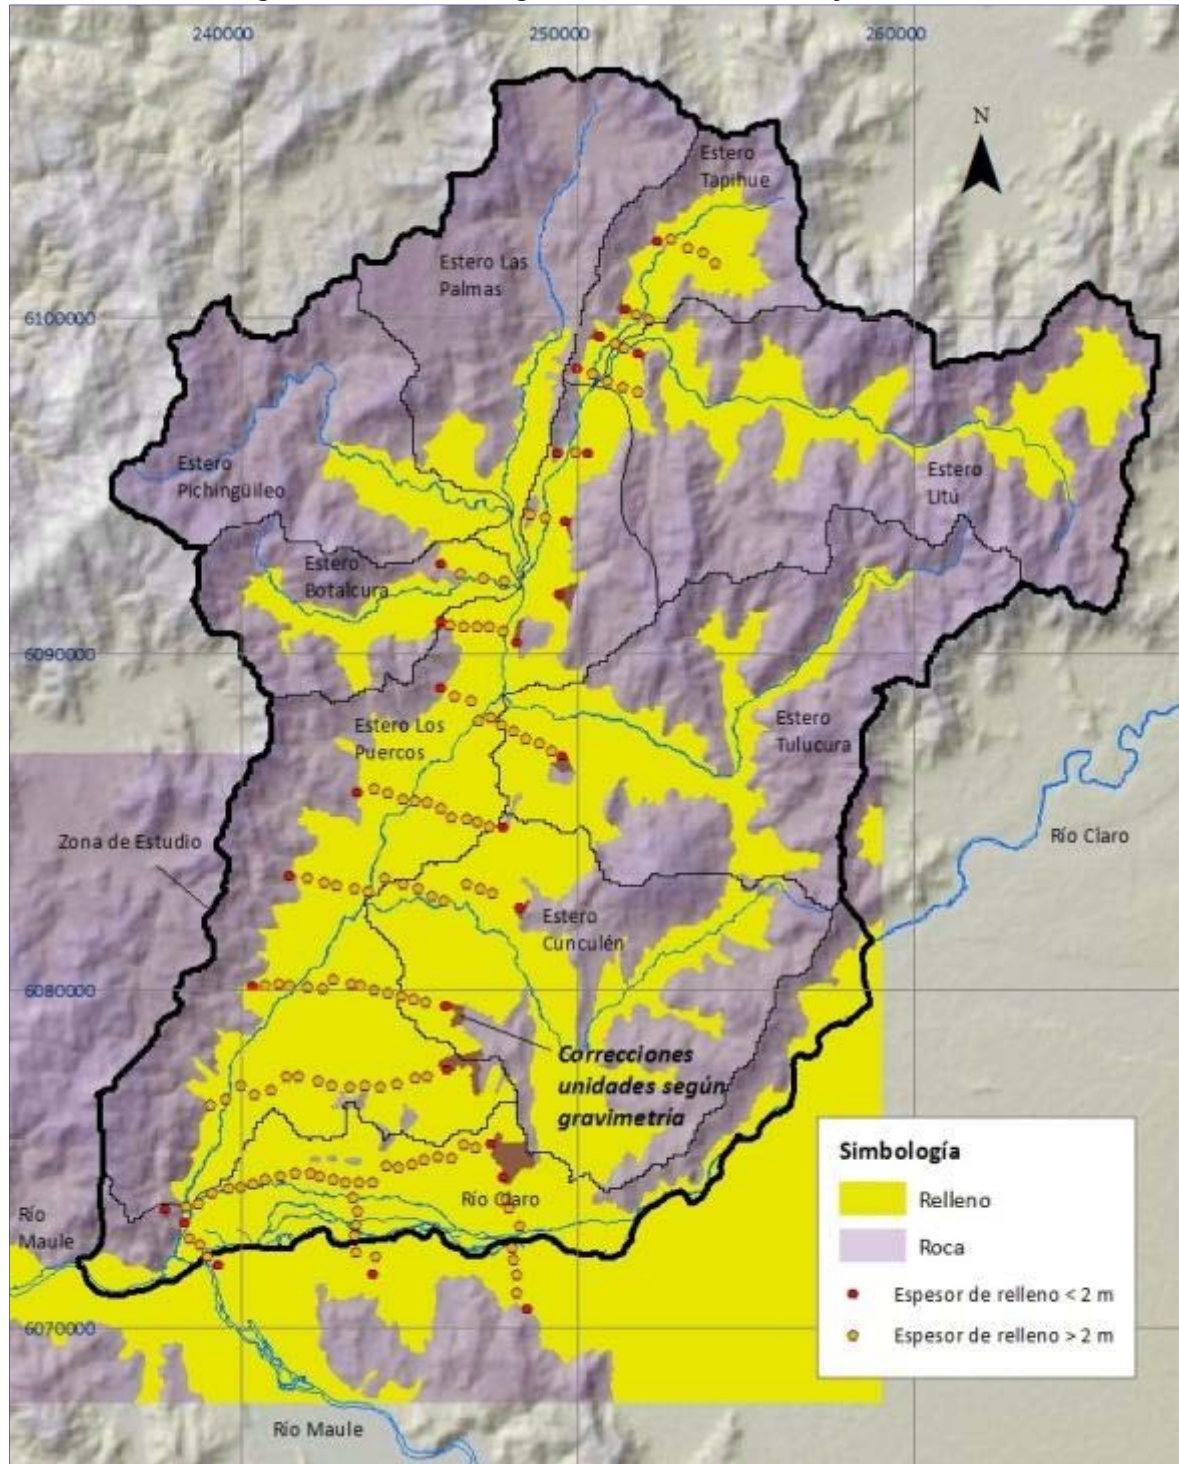 240000
250000
260000
N
Estero
Tapihue
Estero Las
Palmas
6100000
Estero
Pichingüileo
Estero
Litú
Estero
Botalcura
6090000
Estero Los
Puercos
Estero
Tulucura
Zona de Estudio
Río Claro
Estero
Cunculén
6080000
Correcciones
unidades según
gravimetría
Simbología
Relleno
Roca
Espesor de relleno < 2 m
Espesor de relleno > 2 m
Río Claro
Río
Maule
6070000
Río Maule